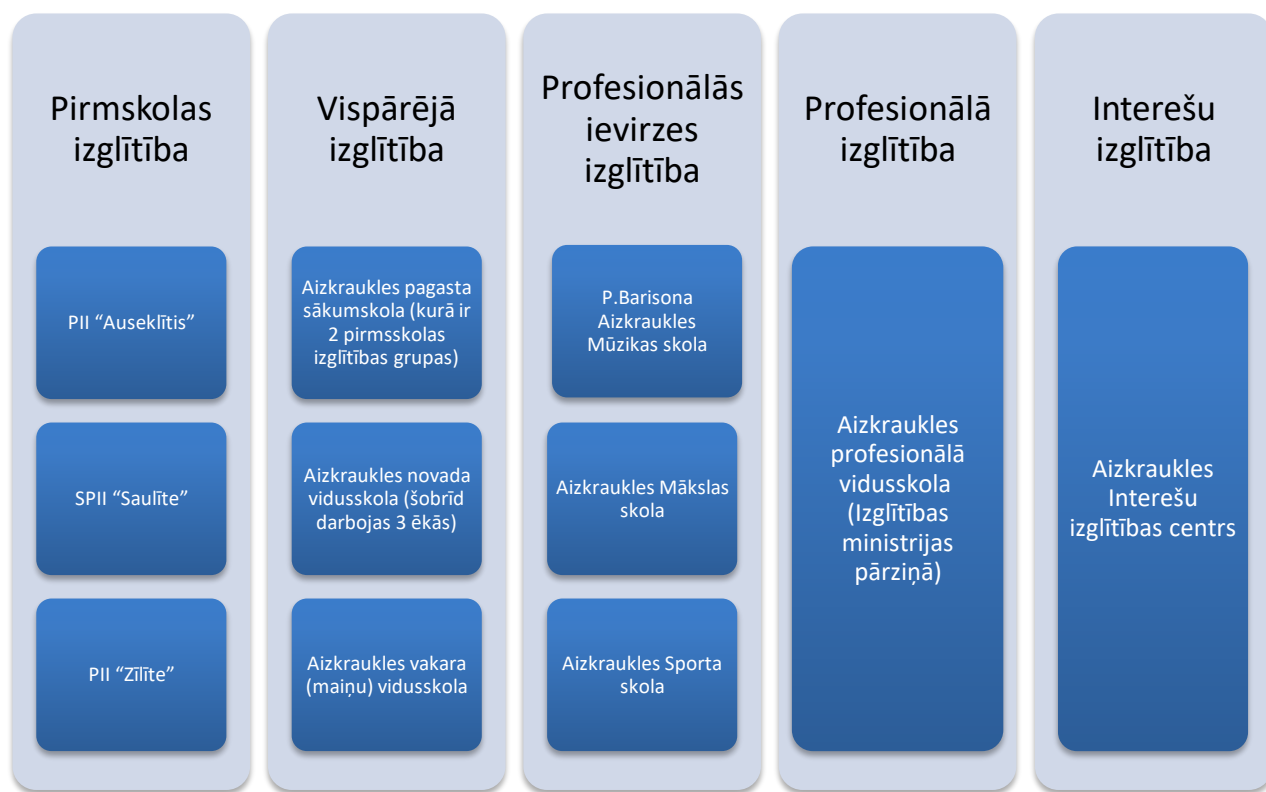 Pirmskolas
izglītība
PII “Auseklītis”
SPII “Saulīte”
PII “Zīlīte”
Vispārējā
izglītība
Aizkraukles pagasta
sākumskola (kurā ir
2 pirmsskolas
izglītības grupas)
Aizkraukles novada
vidusskola (šobrīd
darbojas 3 ēkās)
Aizkraukles vakara
(maiņu) vidusskola
Profesionālās
ievirzes
izglītība
P.Barisona
Aizkraukles
Mūzikas skola
Aizkraukles Mākslas
skola
Aizkraukles Sporta
skola
Profesionālā
izglītība
Aizkraukles
profesionālā
vidusskola
(Izglītības
ministrijas
pārziņā)
Interešu
izglītība
Aizkraukles
Interešu
izglītības centrs